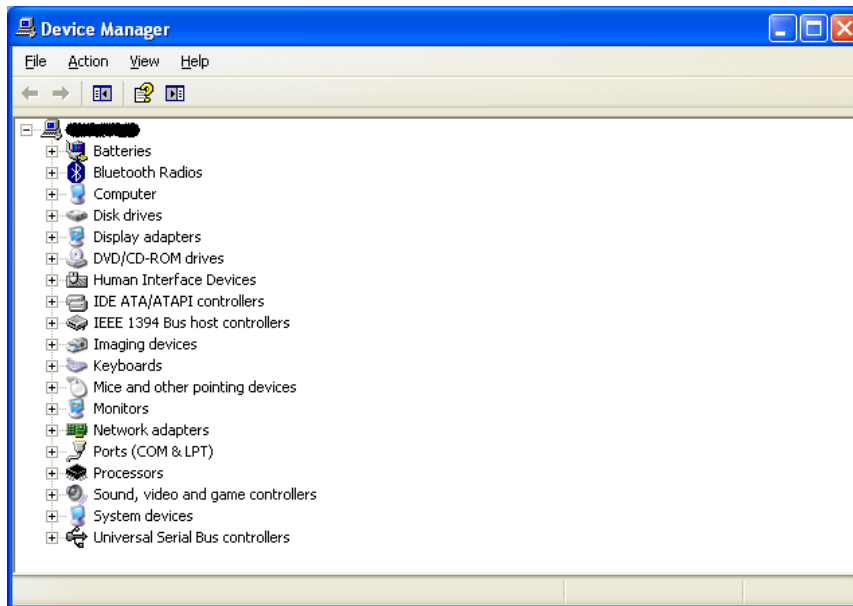 Device Manager
File Action View Help
Batteries
Bluetooth Radios
Computer
Disk drives
Display adapters
DVD/CD-ROM drives
Human Interface Devices
IDE ATA/ATAPI controllers
IEEE 1394 Bus host controllers
Imaging devices
Keyboards
Mice and other pointing devices
Monitors
Network adapters
Ports (COM & LPT)
Processors
Sound, video and game controllers
System devices
Universal Serial Bus controllers